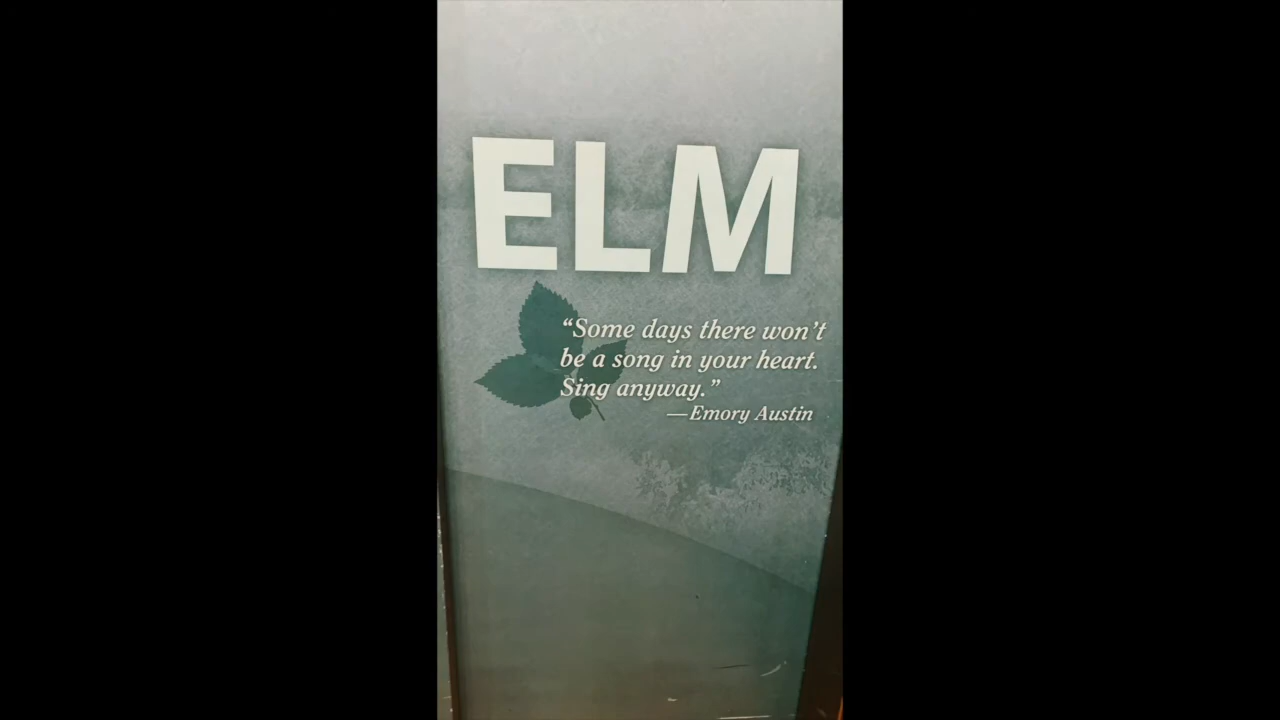 ELM
“Some days there won’t
be a song in your heart.
Sing anyway.”
—Emory Austin